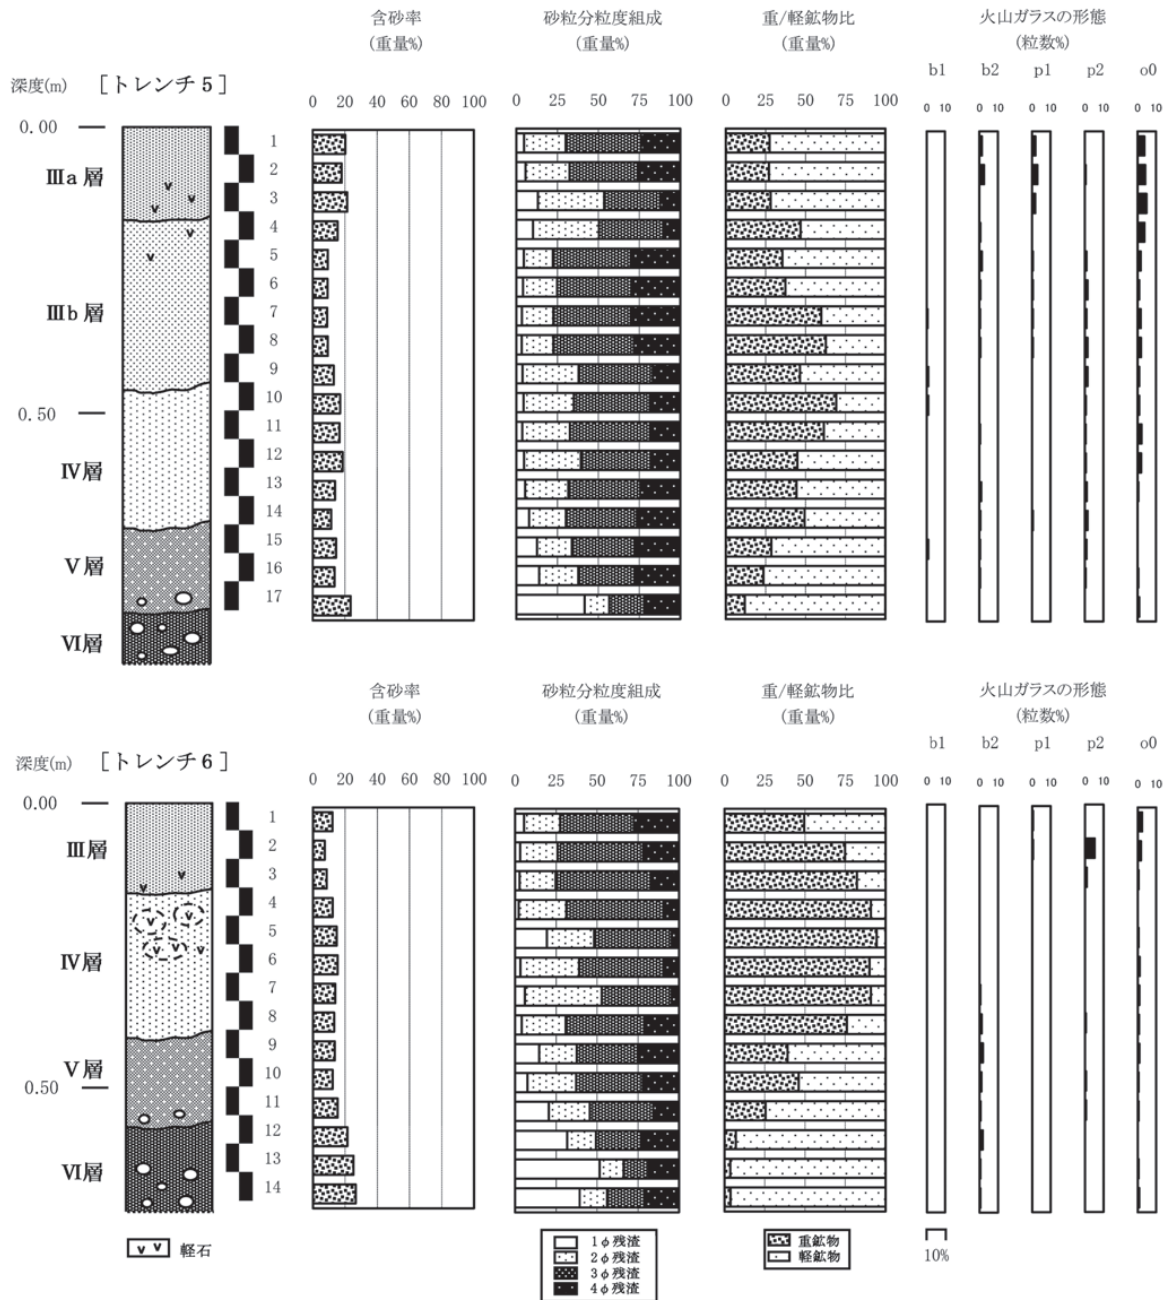 含砂率 砂粒分粒度組成 重/軽鉱物比 火山ガラスの形態
(重量%) (重量%) (重量%) (粒数%)
b1 b2 p1 p2 o0
深度(m) [トレンチ5]
0 20 40 60 80 100 0 25 50 75 100 0 25 50 75 100 0 10 0 10 0 10 0 10 0 10
0.00
1
Ⅲa層 2
3
4
5
6
Ⅲb層 7
8
9
0.50 10
11
Ⅳ層 12
13
14
Ⅴ層 15
16
17
Ⅵ層
含砂率 砂粒分粒度組成 重/軽鉱物比 火山ガラスの形態
(重量%) (重量%) (重量%) (粒数%)
b1 b2 p1 p2 o0
深度(m) [トレンチ6]
0 20 40 60 80 100 0 25 50 75 100 0 25 50 75 100 0 10 0 10 0 10 0 10 0 10
0.00
1
Ⅲ層 2
3
4
5
Ⅳ層 6
7
8
9
Ⅴ層 10
0.50
11
12
Ⅵ層 13
14
v v 軽石
1φ残渣
2φ残渣
3φ残渣
4φ残渣
重鉱物
軽鉱物
10%